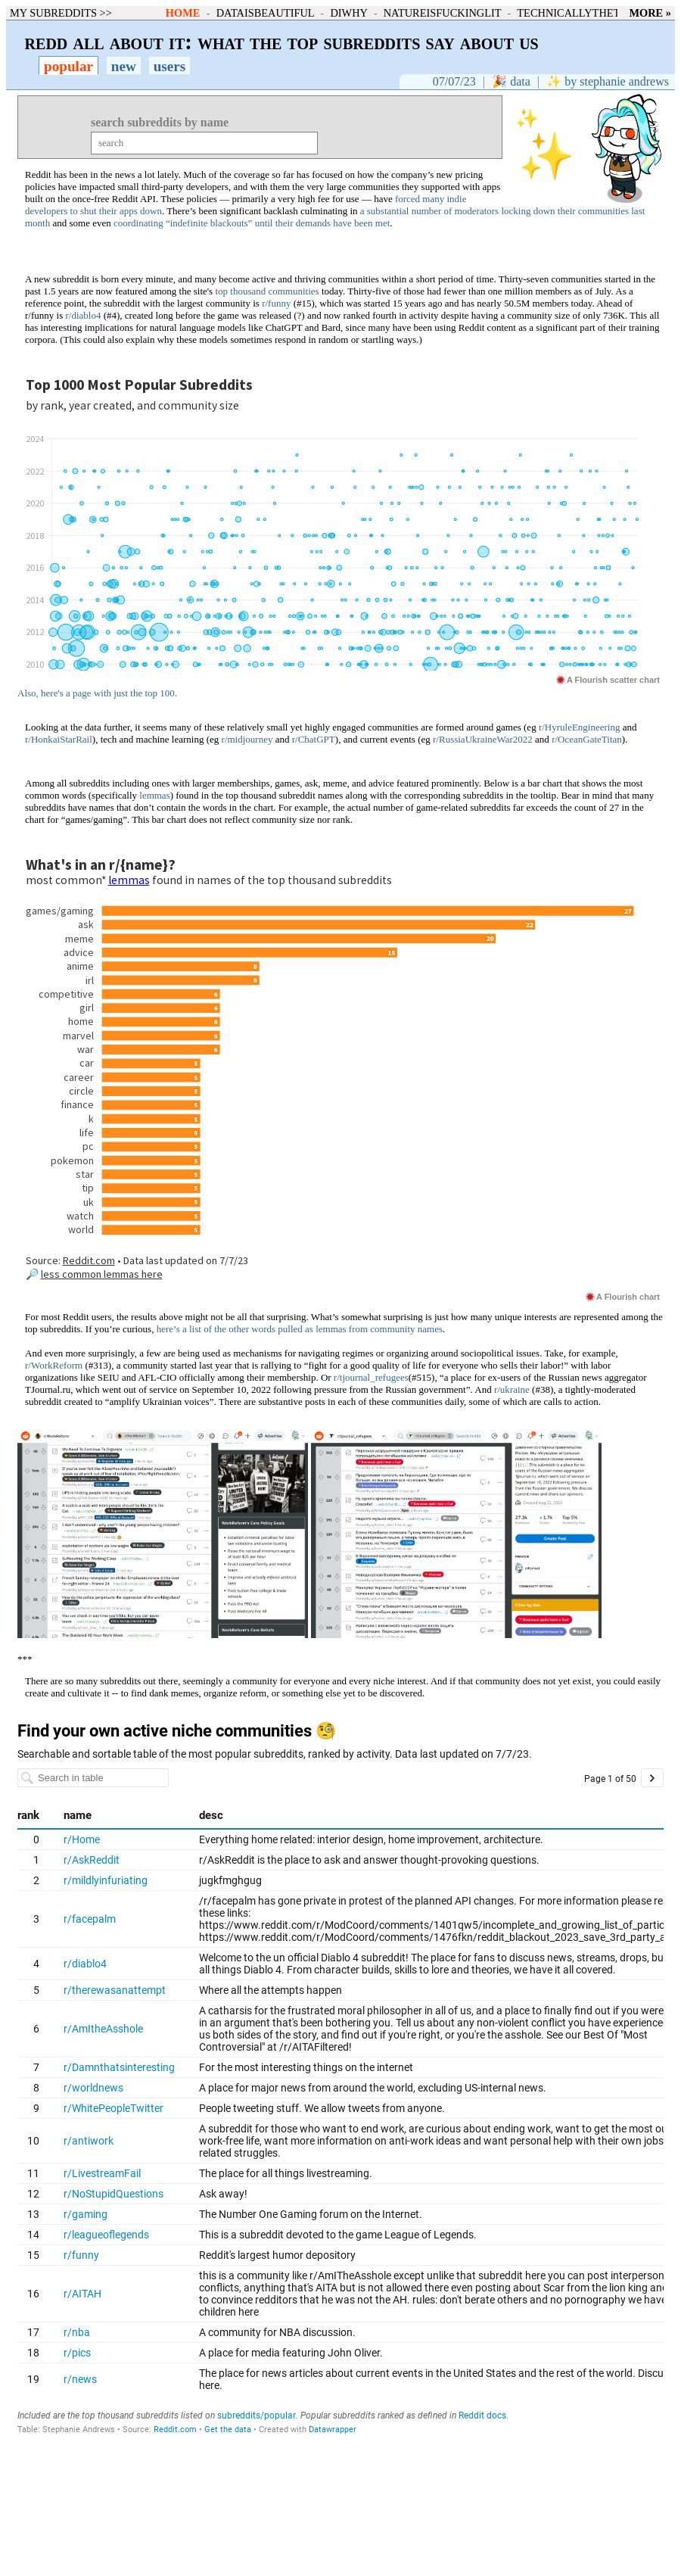 MY SUBREDDITS >> HOME - DATAISBEAUTIFUL - DIWHY - NATUREISFUCKINGLIT - TECHNICALLYTHET MORE »
REDD ALL ABOUT IT: WHAT THE TOP SUBREDDITS SAY ABOUT US
popular new users
07/07/23 | 🎉 data | ✨ by stephanie andrews
search subreddits by name
search
Reddit has been in the news a lot lately. Much of the coverage so far has focused on how the company’s new pricing
policies have impacted small third-party developers, and with them the very large communities they supported with apps
built on the once-free Reddit API. These policies — primarily a very high fee for use — have forced many indie
developers to shut their apps down. There’s been significant backlash culminating in a substantial number of moderators locking down their communities last
month and some even coordinating “indefinite blackouts” until their demands have been met.
A new subreddit is born every minute, and many become active and thriving communities within a short period of time. Thirty-seven communities started in the
past 1.5 years are now featured among the site's top thousand communities today. Thirty-five of those had fewer than one million members as of July. As a
reference point, the subreddit with the largest community is r/funny (#15), which was started 15 years ago and has nearly 50.5M members today. Ahead of
r/funny is r/diablo4 (#4), created long before the game was released (?) and now ranked fourth in activity despite having a community size of only 736K. This all
has interesting implications for natural language models like ChatGPT and Bard, since many have been using Reddit content as a significant part of their training
corpora. (This could also explain why these models sometimes respond in random or startling ways.)
Top 1000 Most Popular Subreddits
by rank, year created, and community size
2024
2022
2020
2018
2016
2014
2012
2010
A Flourish scatter chart
Also, here's a page with just the top 100.
Looking at the data further, it seems many of these relatively small yet highly engaged communities are formed around games (eg r/HyruleEngineering and
r/HonkaiStarRail), tech and machine learning (eg r/midjourney and r/ChatGPT), and current events (eg r/RussiaUkraineWar2022 and r/OceanGateTitan).
Among all subreddits including ones with larger memberships, games, ask, meme, and advice featured prominently. Below is a bar chart that shows the most
common words (specifically lemmas) found in the top thousand subreddit names along with the corresponding subreddits in the tooltip. Bear in mind that many
subreddits have names that don’t contain the words in the chart. For example, the actual number of game-related subreddits far exceeds the count of 27 in the
chart for “games/gaming”. This bar chart does not reflect community size nor rank.
What's in an r/{name}?
most common* lemmas found in names of the top thousand subreddits
games/gaming 27
ask 22
meme 20
advice 15
anime 8
irl 8
competitive 6
girl 6
home 6
marvel 6
war 6
car 5
career 5
circle 5
finance 5
k 5
life 5
pc 5
pokemon 5
star 5
tip 5
uk 5
watch 5
world 5
Source: Reddit.com • Data last updated on 7/7/23
🔎 less common lemmas here
A Flourish chart
For most Reddit users, the results above might not be all that surprising. What’s somewhat surprising is just how many unique interests are represented among the
top subreddits. If you’re curious, here’s a list of the other words pulled as lemmas from community names.
And even more surprisingly, a few are being used as mechanisms for navigating regimes or organizing around sociopolitical issues. Take, for example,
r/WorkReform (#313), a community started last year that is rallying to “fight for a good quality of life for everyone who sells their labor!” with labor
organizations like SEIU and AFL-CIO officially among their membership. Or r/tjournal_refugees(#515), “a place for ex-users of the Russian news aggregator
TJournal.ru, which went out of service on September 10, 2022 following pressure from the Russian government”. And r/ukraine (#38), a tightly-moderated
subreddit created to “amplify Ukrainian voices”. There are substantive posts in each of these communities daily, some of which are calls to action.
***
There are so many subreddits out there, seemingly a community for everyone and every niche interest. And if that community does not yet exist, you could easily
create and cultivate it -- to find dank memes, organize reform, or something else yet to be discovered.
Find your own active niche communities 🧐
Searchable and sortable table of the most popular subreddits, ranked by activity. Data last updated on 7/7/23.
Search in table Page 1 of 50
rank name desc
0 r/Home Everything home related: interior design, home improvement, architecture.
1 r/AskReddit r/AskReddit is the place to ask and answer thought-provoking questions.
2 r/mildlyinfuriating jugkfmghgug
/r/facepalm has gone private in protest of the planned API changes. For more information please re
these links:
3 r/facepalm
https://www.reddit.com/r/ModCoord/comments/1401qw5/incomplete_and_growing_list_of_partic
https://www.reddit.com/r/ModCoord/comments/1476fkn/reddit_blackout_2023_save_3rd_party_a
4 r/diablo4 Welcome to the un official Diablo 4 subreddit! The place for fans to discuss news, streams, drops, bu
all things Diablo 4. From character builds, skills to lore and theories, we have it all covered.
5 r/therewasanattempt Where all the attempts happen
A catharsis for the frustrated moral philosopher in all of us, and a place to finally find out if you were
in an argument that's been bothering you. Tell us about any non-violent conflict you have experience
6 r/AmItheAsshole
us both sides of the story, and find out if you're right, or you're the asshole. See our Best Of "Most
Controversial" at /r/AITAFiltered!
7 r/Damnthatsinteresting For the most interesting things on the internet
8 r/worldnews A place for major news from around the world, excluding US-internal news.
9 r/WhitePeopleTwitter People tweeting stuff. We allow tweets from anyone.
A subreddit for those who want to end work, are curious about ending work, want to get the most ou
10 r/antiwork work-free life, want more information on anti-work ideas and want personal help with their own jobs
related struggles.
11 r/LivestreamFail The place for all things livestreaming.
12 r/NoStupidQuestions Ask away!
13 r/gaming The Number One Gaming forum on the Internet.
14 r/leagueoflegends This is a subreddit devoted to the game League of Legends.
15 r/funny Reddit's largest humor depository
this is a community like r/AmITheAsshole except unlike that subreddit here you can post interperson
conflicts, anything that's AITA but is not allowed there even posting about Scar from the lion king and
16 r/AITAH
to convince redditors that he was not the AH. rules: don't berate others and no pornography we have
children here
17 r/nba A community for NBA discussion.
18 r/pics A place for media featuring John Oliver.
19 r/news The place for news articles about current events in the United States and the rest of the world. Discu
here.
Included are the top thousand subreddits listed on subreddits/popular. Popular subreddits ranked as defined in Reddit docs.
Table: Stephanie Andrews • Source: Reddit.com • Get the data • Created with Datawrapper